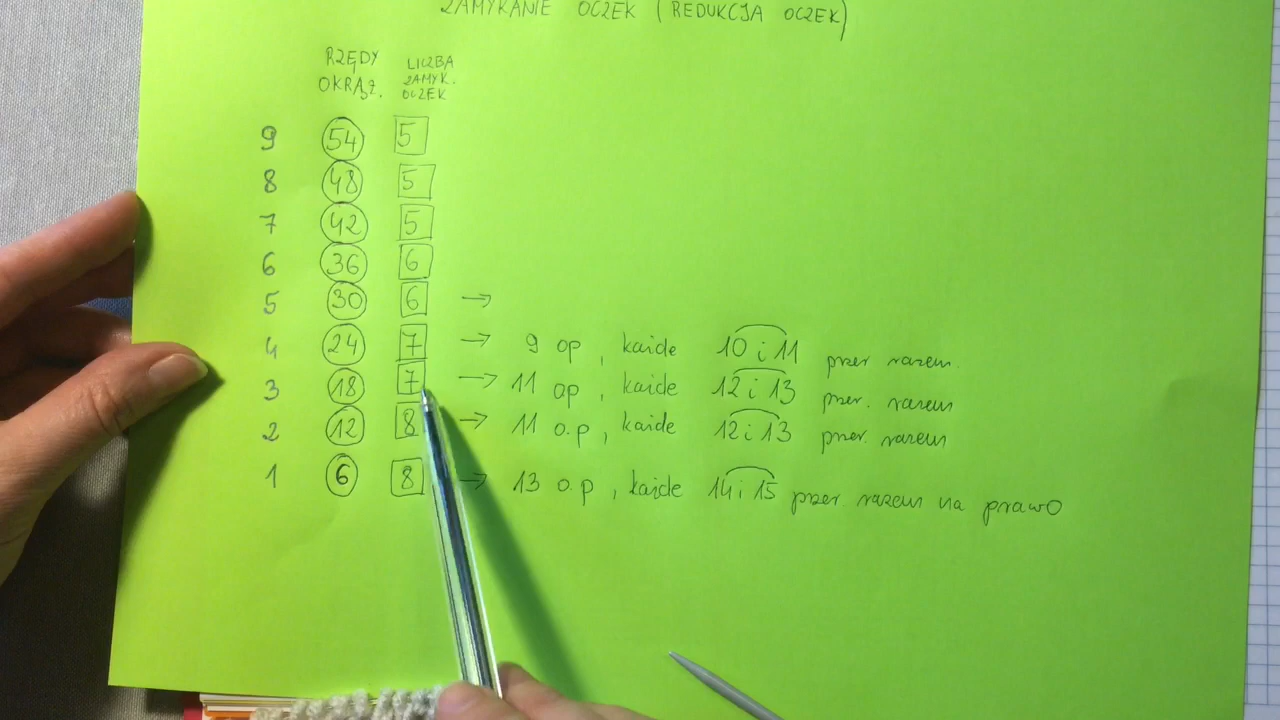 ZAMYKANIE OCZEK (REDUKCJA OCZEK)
RZĘDY LICZBA
OKRĄŻ. ZAMYK.
OCZEK
9 54 5
8 48 5
7 42 5
6 36 6
5 30 6 →
4 24 7 → 9 op, każde 10 i 11 przer razem.
3 18 7 → 11 op, każde 12 i 13 przer. razem
2 12 8 → 11 o.p, każde 12 i 13 przer. razem
1 6 8 → 13 o.p, każde 14 i 15 przer. razem na prawo